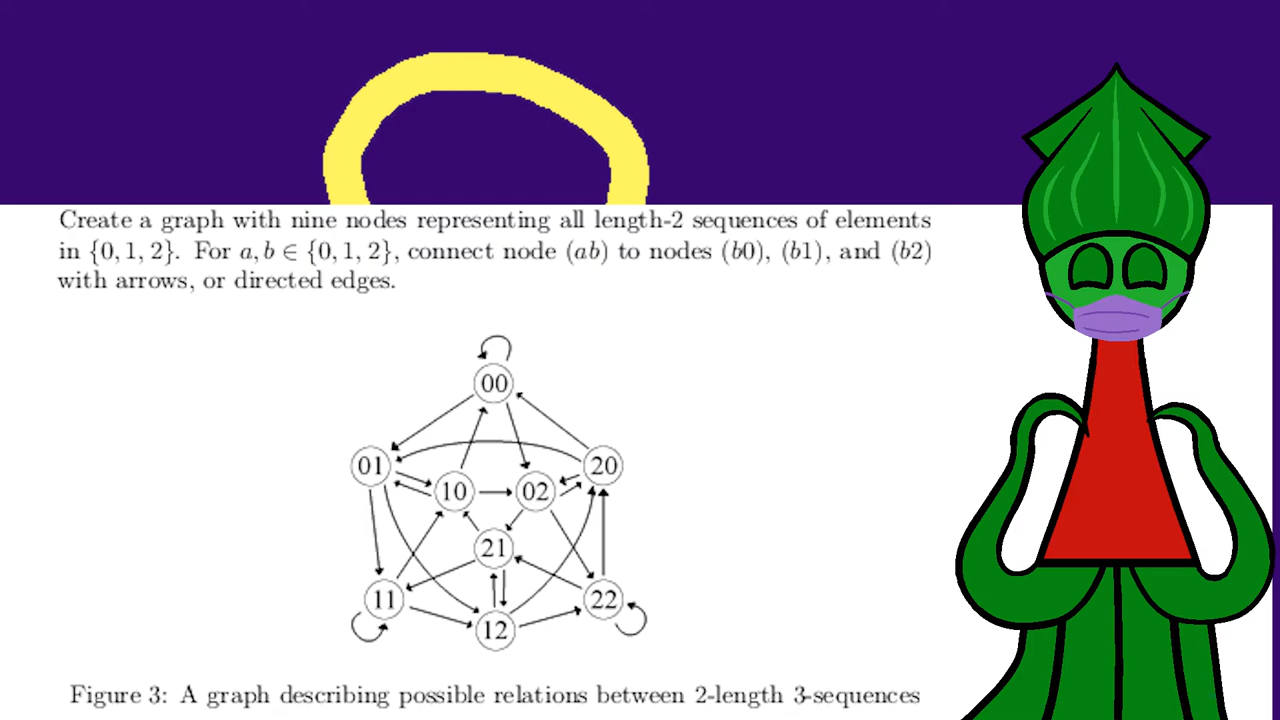 Create a graph with nine nodes representing all length-2 sequences of elements
in {0, 1, 2}. For a, b ∈ {0, 1, 2}, connect node (ab) to nodes (b0), (b1), and (b2)
with arrows, or directed edges.
00
01
20
10
02
21
11
22
12
Figure 3: A graph describing possible relations between 2-length 3-sequences